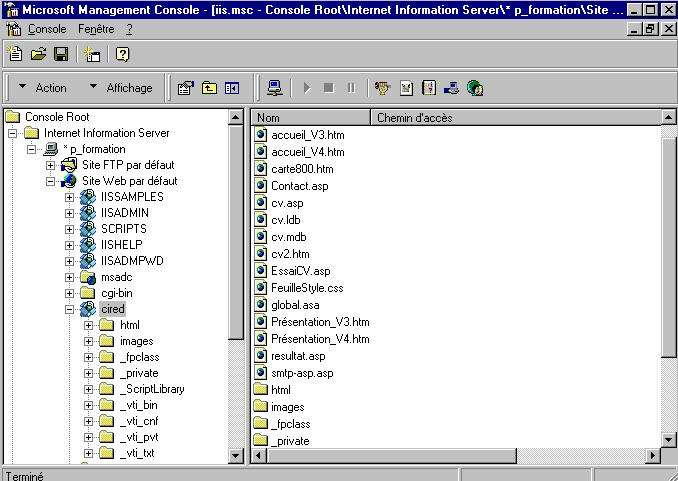 Microsoft Management Console - [iis.msc - Console Root\Internet Information Server\* p_formation\Site ...
Console Fenêtre ?
Action Affichage
Console Root
Internet Information Server
* p_formation
Site FTP par défaut
Site Web par défaut
IISSAMPLES
IISADMIN
SCRIPTS
IISHELP
IISADMPWD
msadc
cgi-bin
cired
html
images
_fpclass
_private
_ScriptLibrary
_vti_bin
_vti_cnf
_vti_pvt
_vti_txt
Nom Chemin d'accès
accueil_V3.htm
accueil_V4.htm
carte800.htm
Contact.asp
cv.asp
cv.ldb
cv.mdb
cv2.htm
EssaiCV.asp
FeuilleStyle.css
global.asa
Présentation_V3.htm
Présentation_V4.htm
resultat.asp
smtp-asp.asp
html
images
_fpclass
_private
Terminé